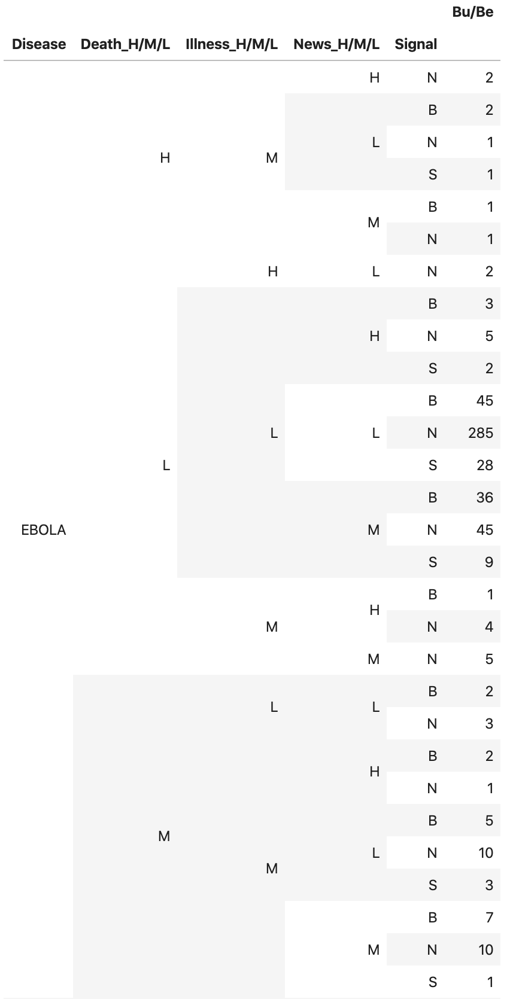 Bu/Be
Disease Death_H/M/L Illness_H/M/L News_H/M/L Signal
H N 2
B 2
L N 1
H M
S 1
B 1
M
N 1
H L N 2
B 3
H N 5
S 2
B 45
L L N 285
L S 28
B 36
EBOLA M N 45
S 9
B 1
H
M N 4
M N 5
B 2
L L
N 3
B 2
H
N 1
B 5
M
L N 10
M
S 3
B 7
M N 10
S 1